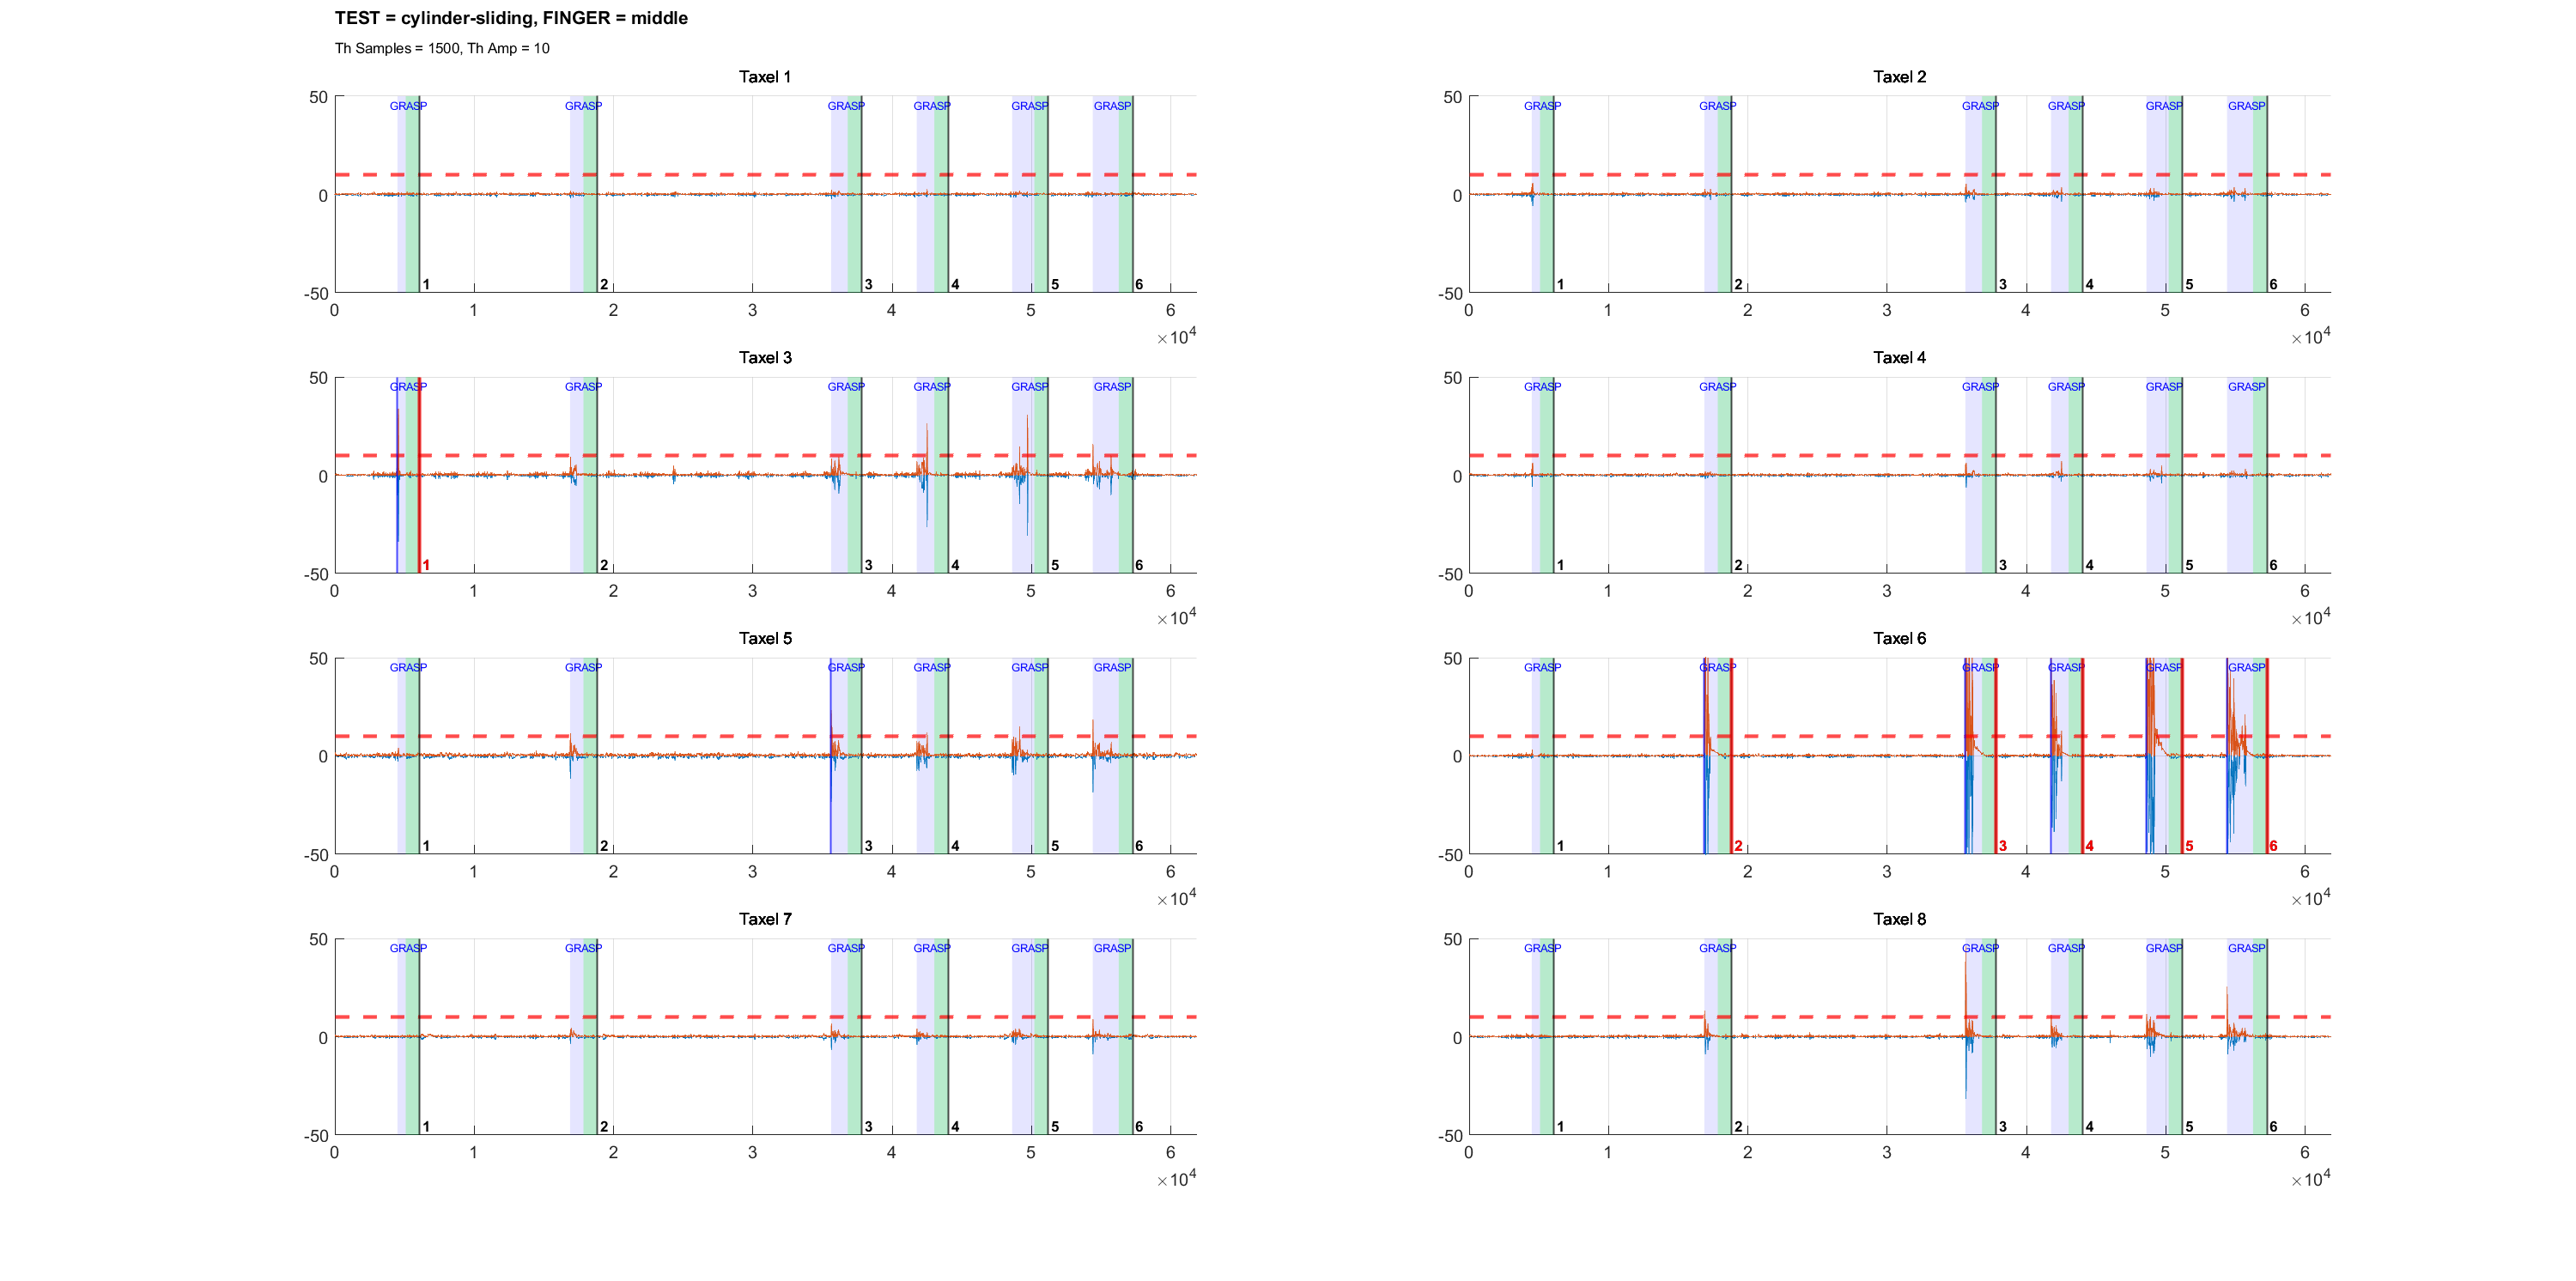 TEST = cylinder-sliding, FINGER = middle
Th Samples = 1500, Th Amp = 10
Taxel 1
50
GRASP GRASP GRASP GRASP GRASP GRASP
0
1 2 3 4 5 6
-50
0 1 2 3 4 5 6
×10^4
Taxel 2
50
GRASP GRASP GRASP GRASP GRASP GRASP
0
1 2 3 4 5 6
-50
0 1 2 3 4 5 6
×10^4
Taxel 3
50
GRASP GRASP GRASP GRASP GRASP GRASP
0
1 2 3 4 5 6
-50
0 1 2 3 4 5 6
×10^4
Taxel 4
50
GRASP GRASP GRASP GRASP GRASP GRASP
0
1 2 3 4 5 6
-50
0 1 2 3 4 5 6
×10^4
Taxel 5
50
GRASP GRASP GRASP GRASP GRASP GRASP
0
1 2 3 4 5 6
-50
0 1 2 3 4 5 6
×10^4
Taxel 6
50
GRASP GRASP GRASP GRASP GRASP GRASP
0
1 2 3 4 5 6
-50
0 1 2 3 4 5 6
×10^4
Taxel 7
50
GRASP GRASP GRASP GRASP GRASP GRASP
0
1 2 3 4 5 6
-50
0 1 2 3 4 5 6
×10^4
Taxel 8
50
GRASP GRASP GRASP GRASP GRASP GRASP
0
1 2 3 4 5 6
-50
0 1 2 3 4 5 6
×10^4